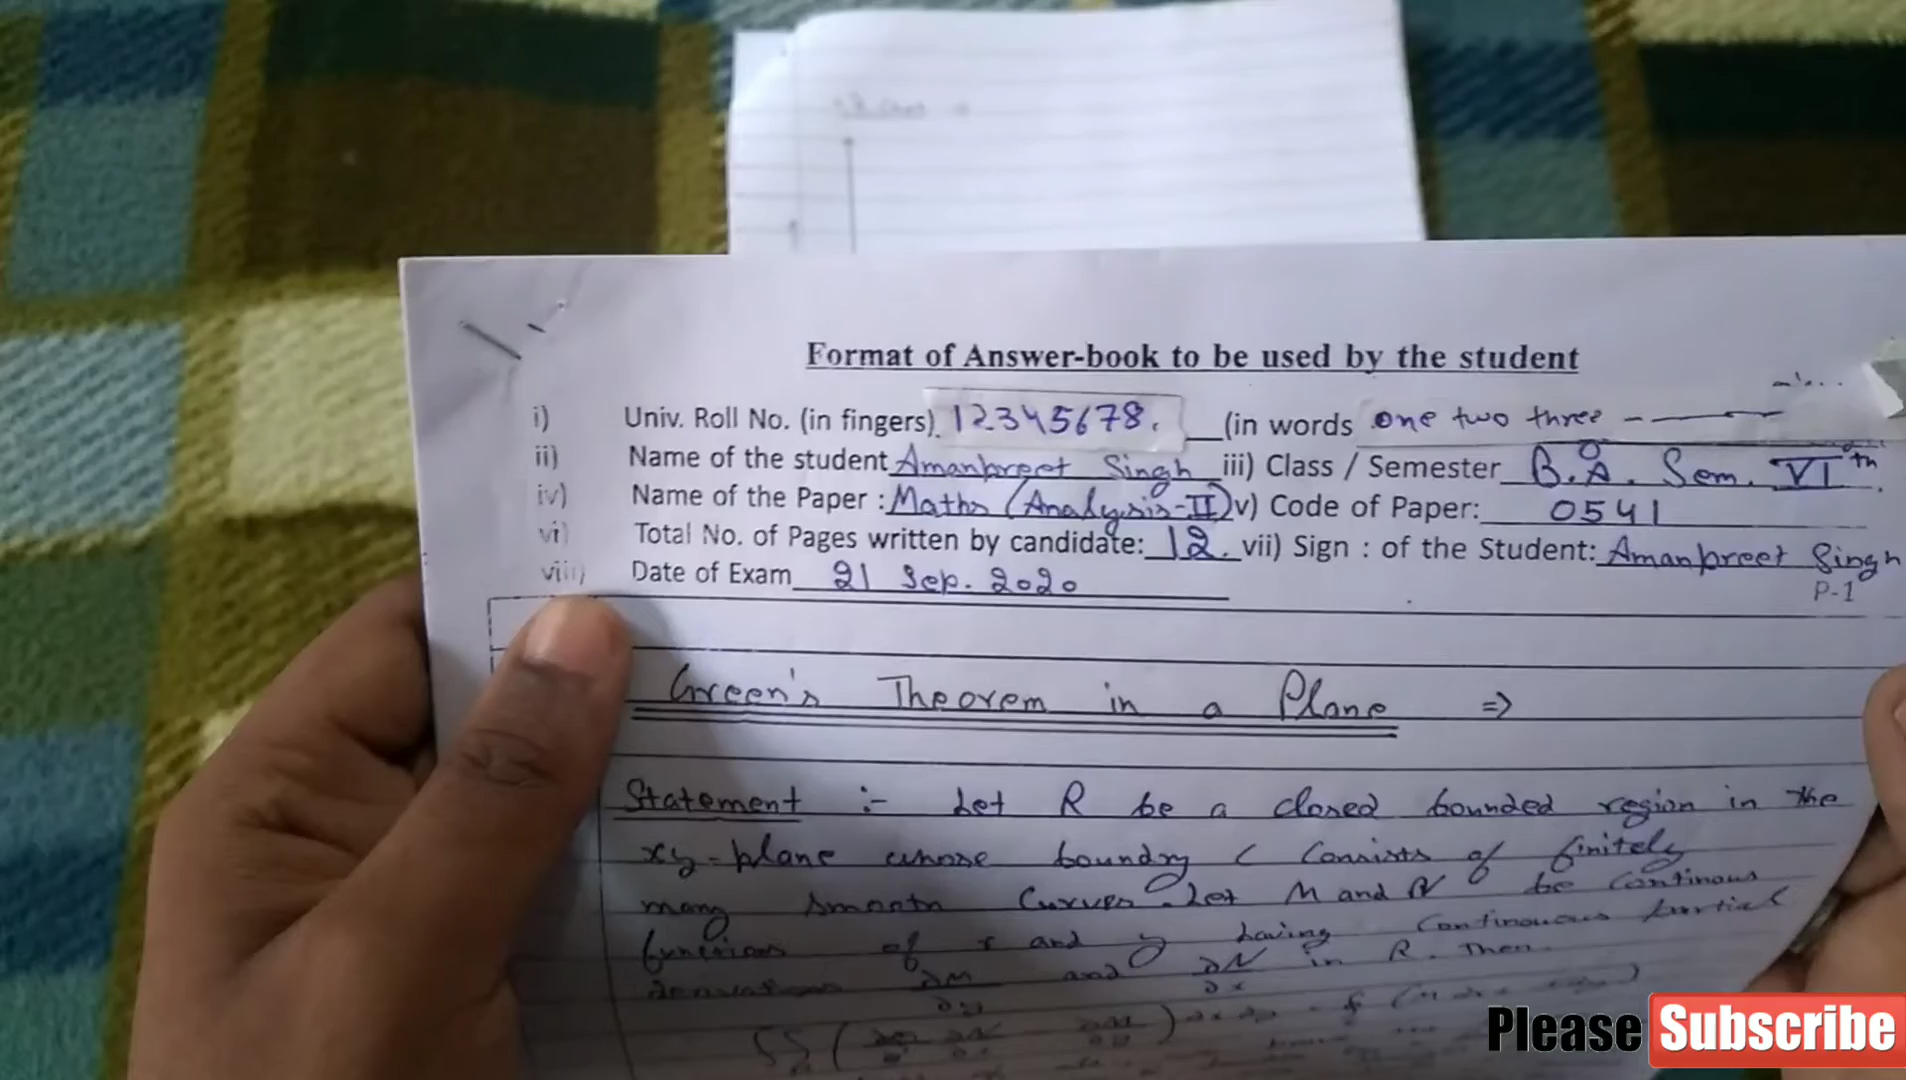 Format of Answer-book to be used by the student
i) Univ. Roll No. (in fingers) 12345678. (in words one two three
ii) Name of the student Amanpreet Singh iii) Class / Semester B.A. Sem. VIth.
iv) Name of the Paper : Maths (Analysis-II) v) Code of Paper: 0541
vi) Total No. of Pages written by candidate: 12. vii) Sign : of the Student: Amanpreet Singh
viii) Date of Exam 21 Sep. 2020
P-1
Green's Theorem in a Plane ⇒
Statement :- Let R be a closed bounded region in the
xy-plane whose boundry C Consists of finitely
many smooth Curves. Let M and N be Continous
functions of x and y having Continouous partial
derivatives ∂M/∂y and ∂N/∂x in R. Then
Please Subscribe